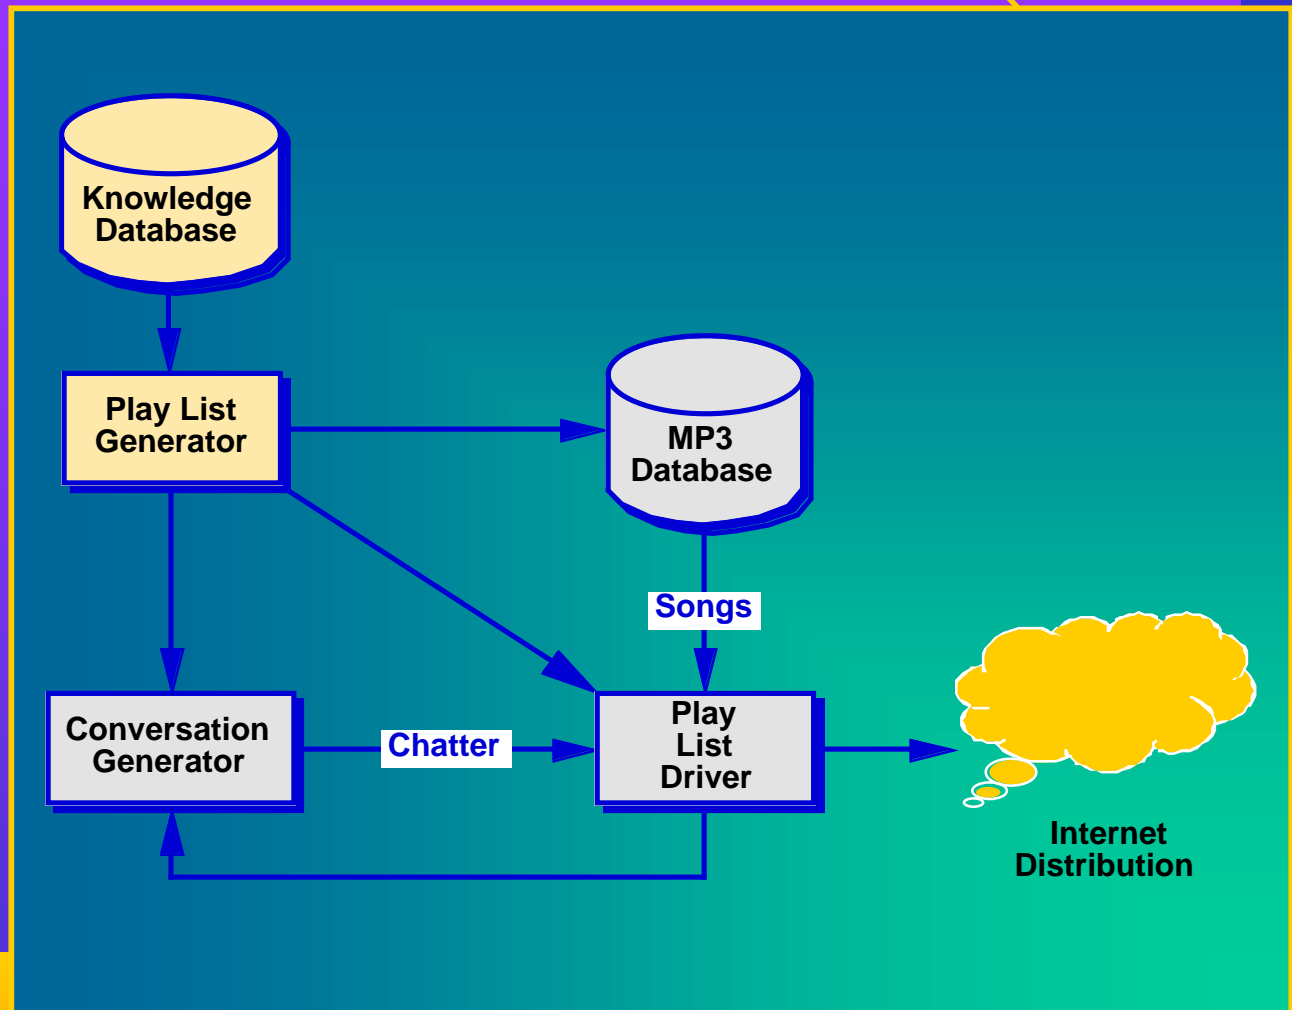 Knowledge
Database
Play List
Generator
MP3
Database
Songs
Conversation
Generator
Chatter
Play
List
Driver
Internet
Distribution